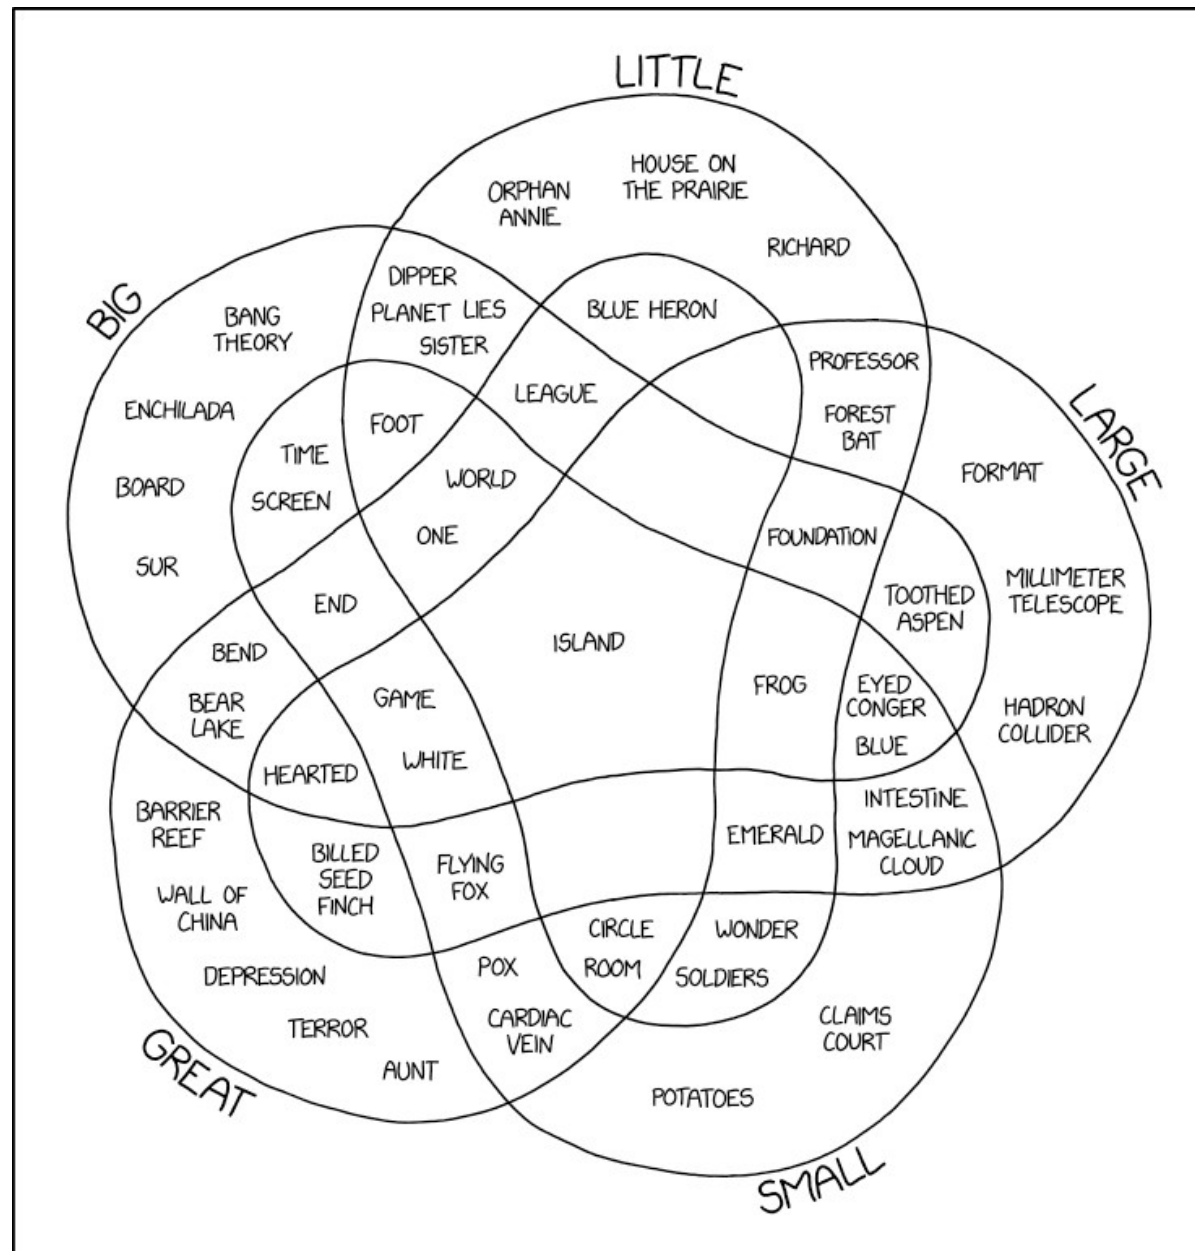 LITTLE
HOUSE ON
THE PRAIRIE
ORPHAN
ANNIE
RICHARD
DIPPER
PLANET LIES
SISTER
BIG
BANG
THEORY
BLUE HERON
PROFESSOR
LEAGUE
FOREST
BAT
LARGE
ENCHILADA
FOOT
TIME
SCREEN
WORLD
FORMAT
BOARD
ONE
FOUNDATION
SUR
MILLIMETER
TELESCOPE
TOOTHED
ASPEN
END
ISLAND
BEND
BEAR
LAKE
GAME
FROG
EYED
CONGER
BLUE
HADRON
COLLIDER
WHITE
HEARTED
BARRIER
REEF
INTESTINE
EMERALD
MAGELLANIC
CLOUD
BILLED
SEED
FINCH
FLYING
FOX
WALL OF
CHINA
CIRCLE
ROOM
WONDER
SOLDIERS
POX
DEPRESSION
CARDIAC
VEIN
TERROR
CLAIMS
COURT
AUNT
GREAT
POTATOES
SMALL